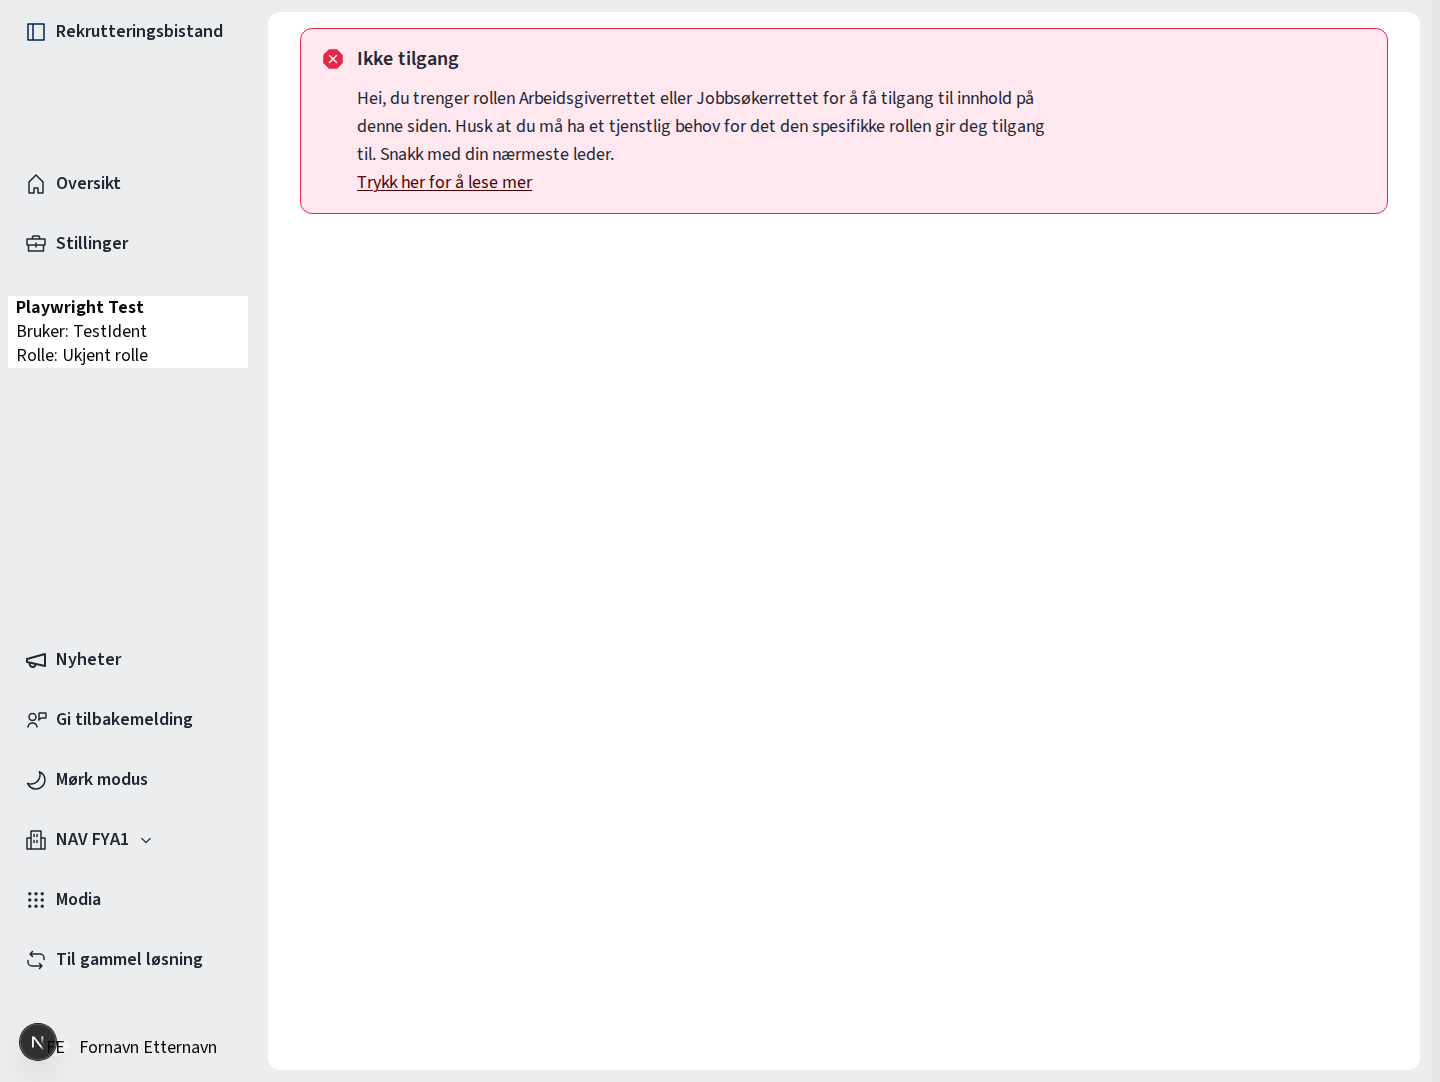 Rekrutteringsbistand
Oversikt
Stillinger
Playwright Test
Bruker: TestIdent
Rolle: Ukjent rolle
Nyheter
Gi tilbakemelding
Mørk modus
NAV FYA1
Modia
Til gammel løsning
N
FE
Fornavn Etternavn
Ikke tilgang
Hei, du trenger rollen Arbeidsgiverrettet eller Jobbsøkerrettet for å få tilgang til innhold på
denne siden. Husk at du må ha et tjenstlig behov for det den spesifikke rollen gir deg tilgang
til. Snakk med din nærmeste leder.
Trykk her for å lese mer